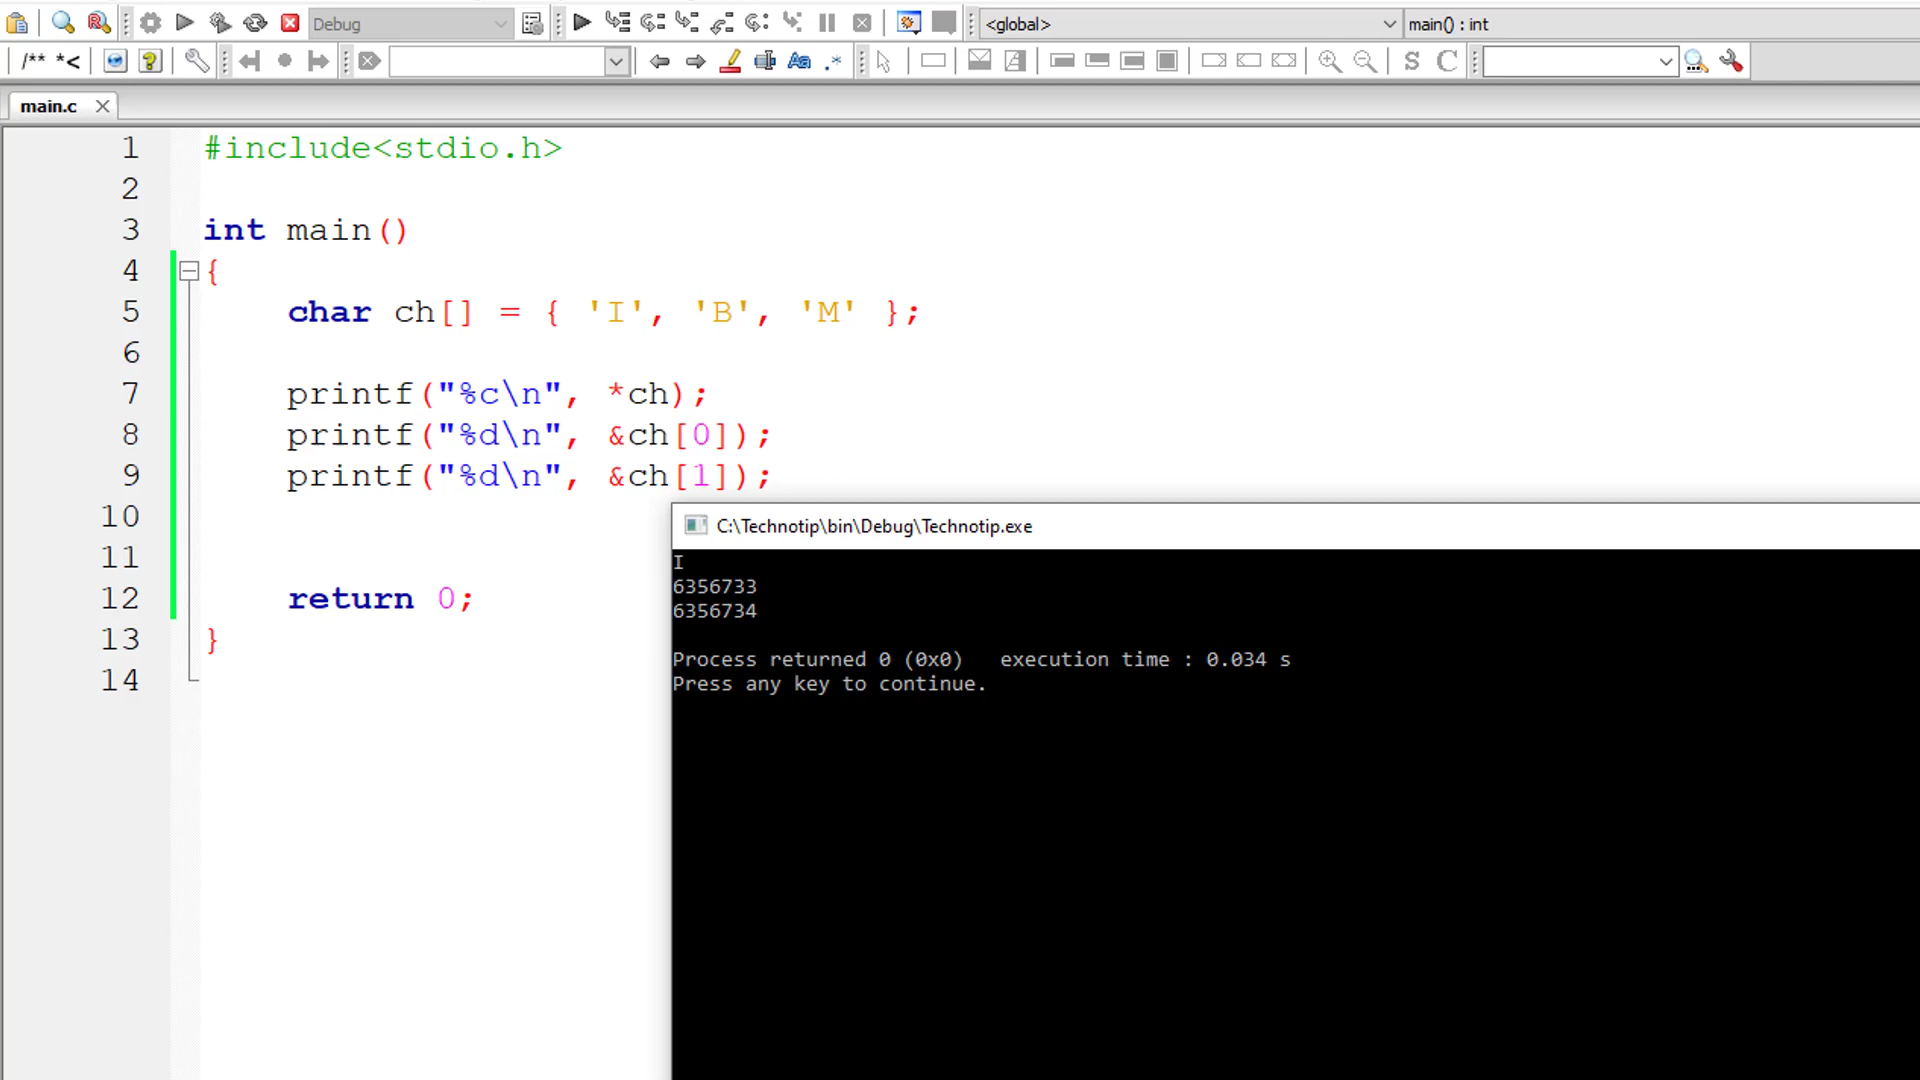 Debug
<global>
main() : int
/** *<
Aa
.*
S
C
main.c
1 #include<stdio.h>
2
3 int main()
4 {
5 char ch[] = { 'I', 'B', 'M' };
6
7 printf("%c\n", *ch);
8 printf("%d\n", &ch[0]);
9 printf("%d\n", &ch[1]);
10
11
12 return 0;
13 }
14
C:\Technotip\bin\Debug\Technotip.exe
I
6356733
6356734
Process returned 0 (0x0)   execution time : 0.034 s
Press any key to continue.